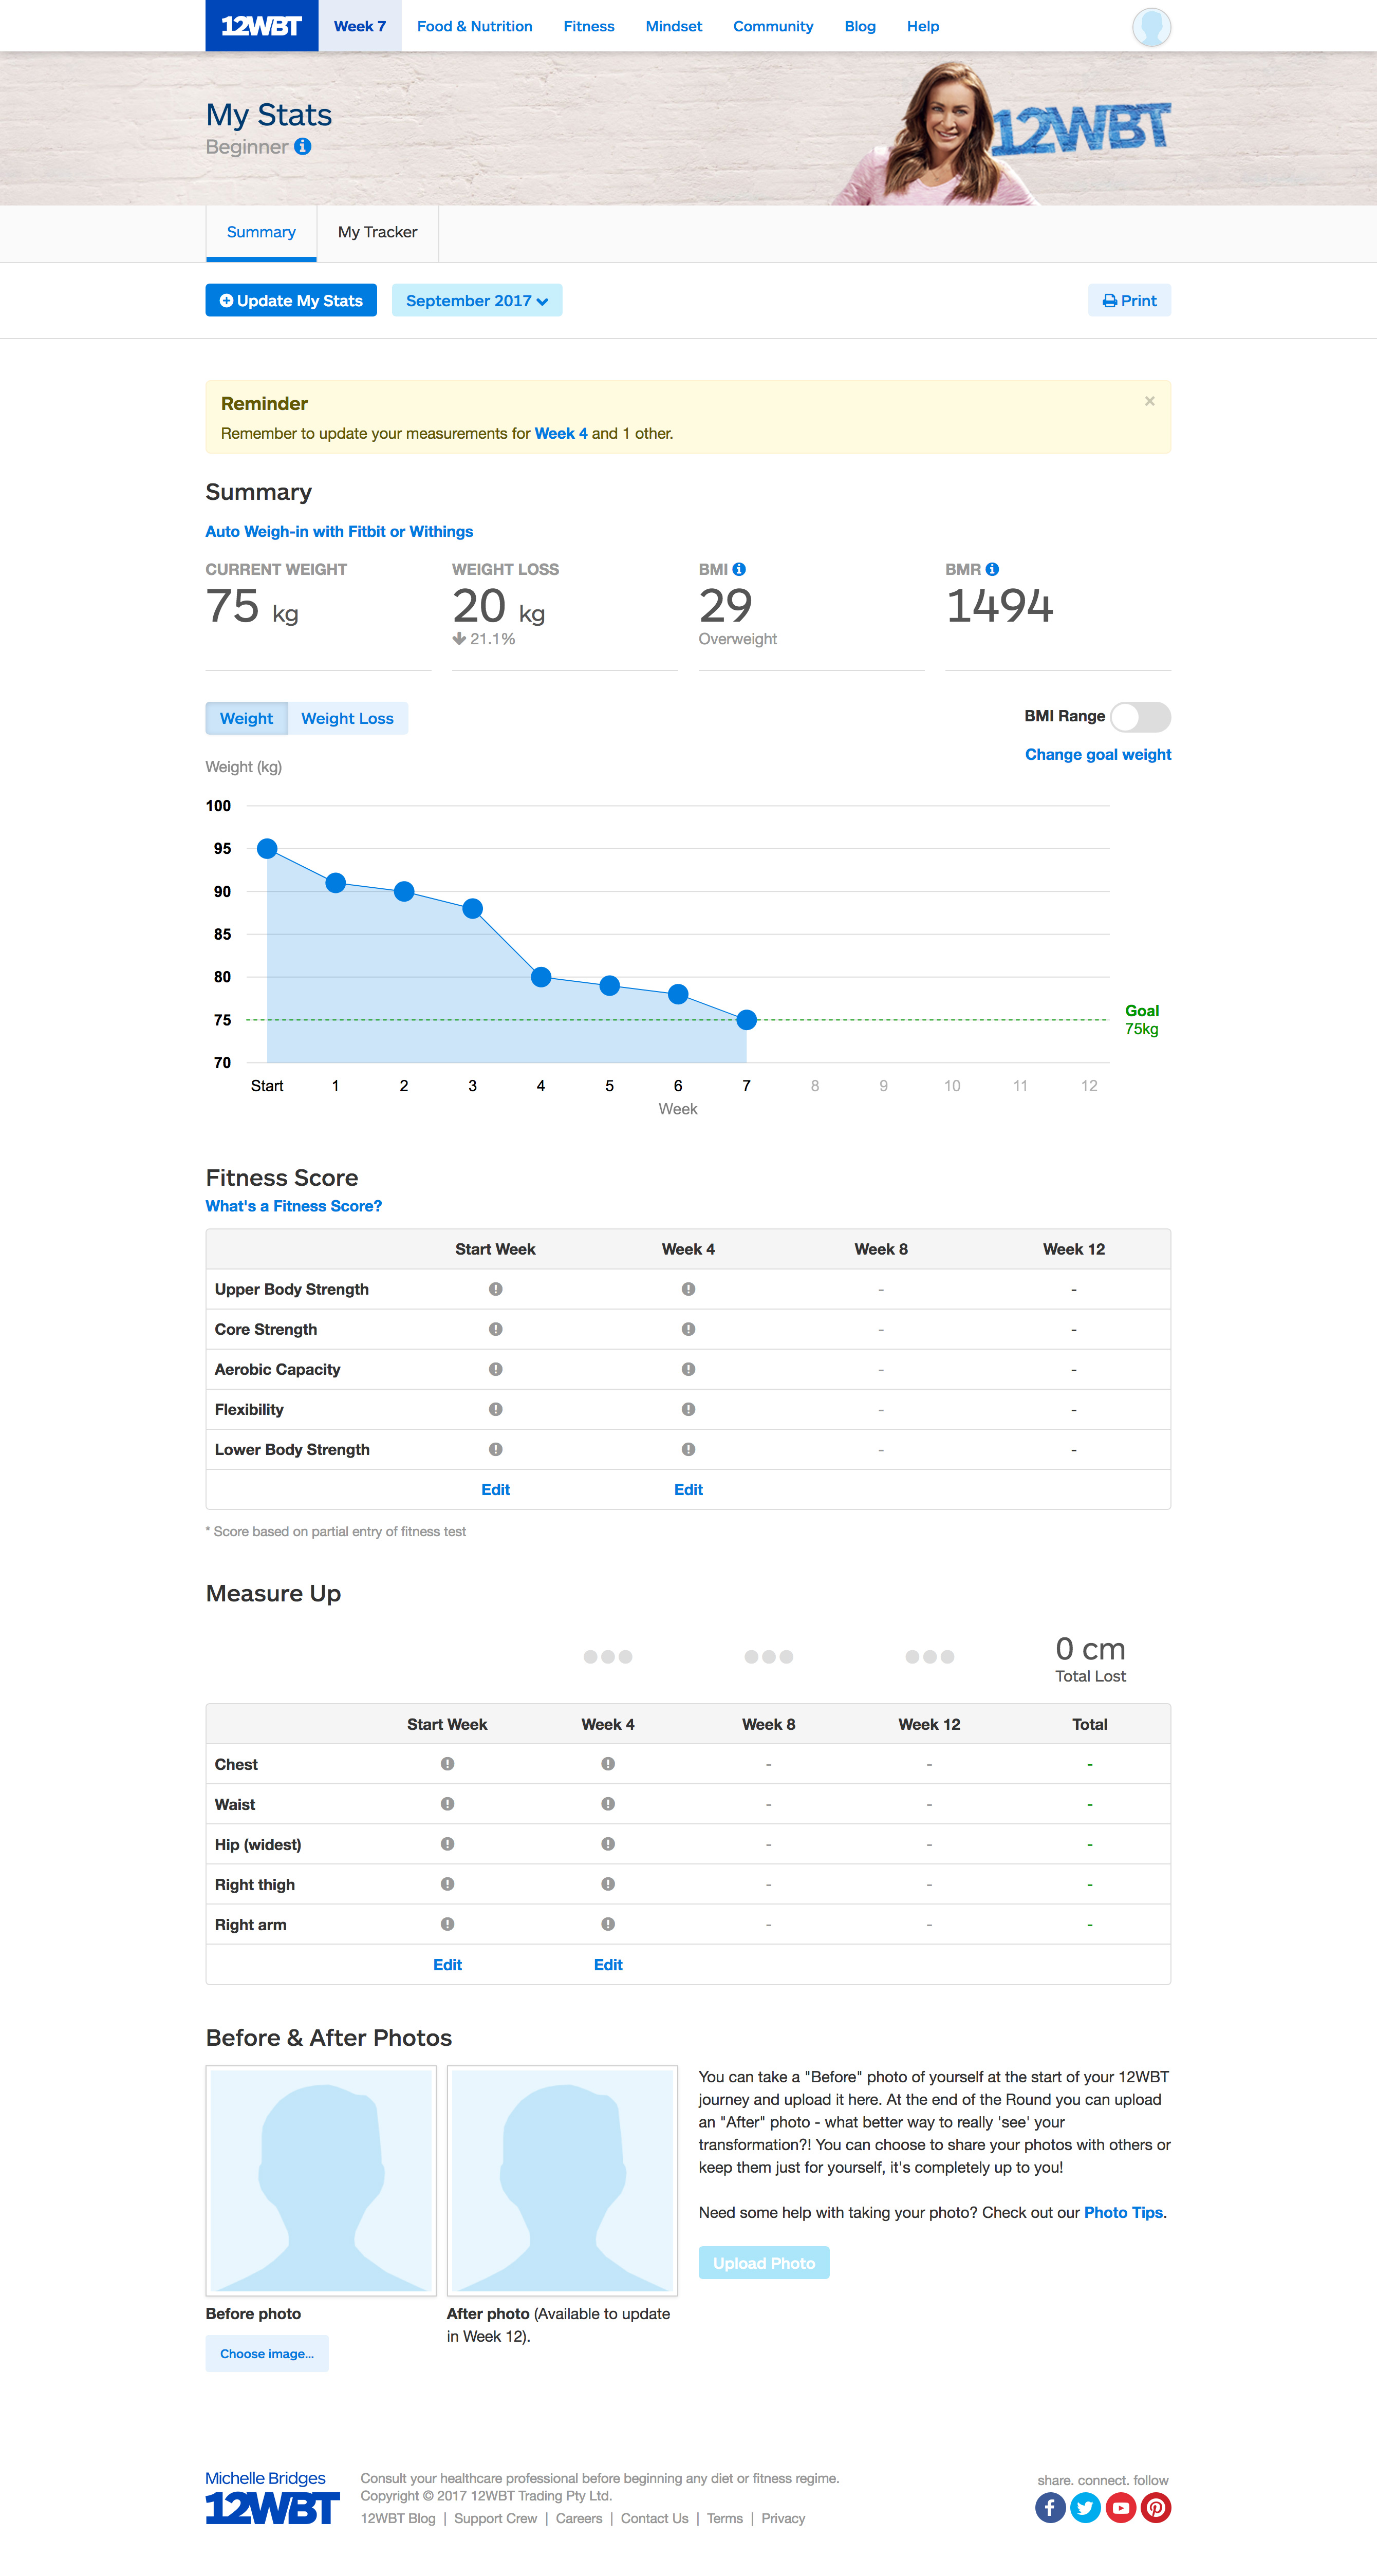 12WBT Week 7 Food & Nutrition Fitness Mindset Community Blog Help
My Stats
Beginner
12WBT
Summary My Tracker
Update My Stats September 2017 Print
Reminder ×
Remember to update your measurements for Week 4 and 1 other.
Summary
Auto Weigh-in with Fitbit or Withings
CURRENT WEIGHT WEIGHT LOSS BMI BMR
75 kg 20 kg 29 1494
21.1% Overweight
Weight Weight Loss BMI Range
Change goal weight
Weight (kg)
100
95
90
85
80
75 Goal
75kg
70
Start 1 2 3 4 5 6 7 8 9 10 11 12
Week
Fitness Score
What's a Fitness Score?
Start Week Week 4 Week 8 Week 12
Upper Body Strength - -
Core Strength - -
Aerobic Capacity - -
Flexibility - -
Lower Body Strength - -
Edit Edit
* Score based on partial entry of fitness test
Measure Up
0 cm
Total Lost
Start Week Week 4 Week 8 Week 12 Total
Chest - - -
Waist - - -
Hip (widest) - - -
Right thigh - - -
Right arm - - -
Edit Edit
Before & After Photos
You can take a "Before" photo of yourself at the start of your 12WBT
journey and upload it here. At the end of the Round you can upload
an "After" photo - what better way to really 'see' your
transformation?! You can choose to share your photos with others or
keep them just for yourself, it's completely up to you!
Need some help with taking your photo? Check out our Photo Tips.
Upload Photo
Before photo
Choose image...
After photo (Available to update
in Week 12).
Michelle Bridges
12WBT
Consult your healthcare professional before beginning any diet or fitness regime.
Copyright © 2017 12WBT Trading Pty Ltd.
12WBT Blog | Support Crew | Careers | Contact Us | Terms | Privacy
share. connect. follow